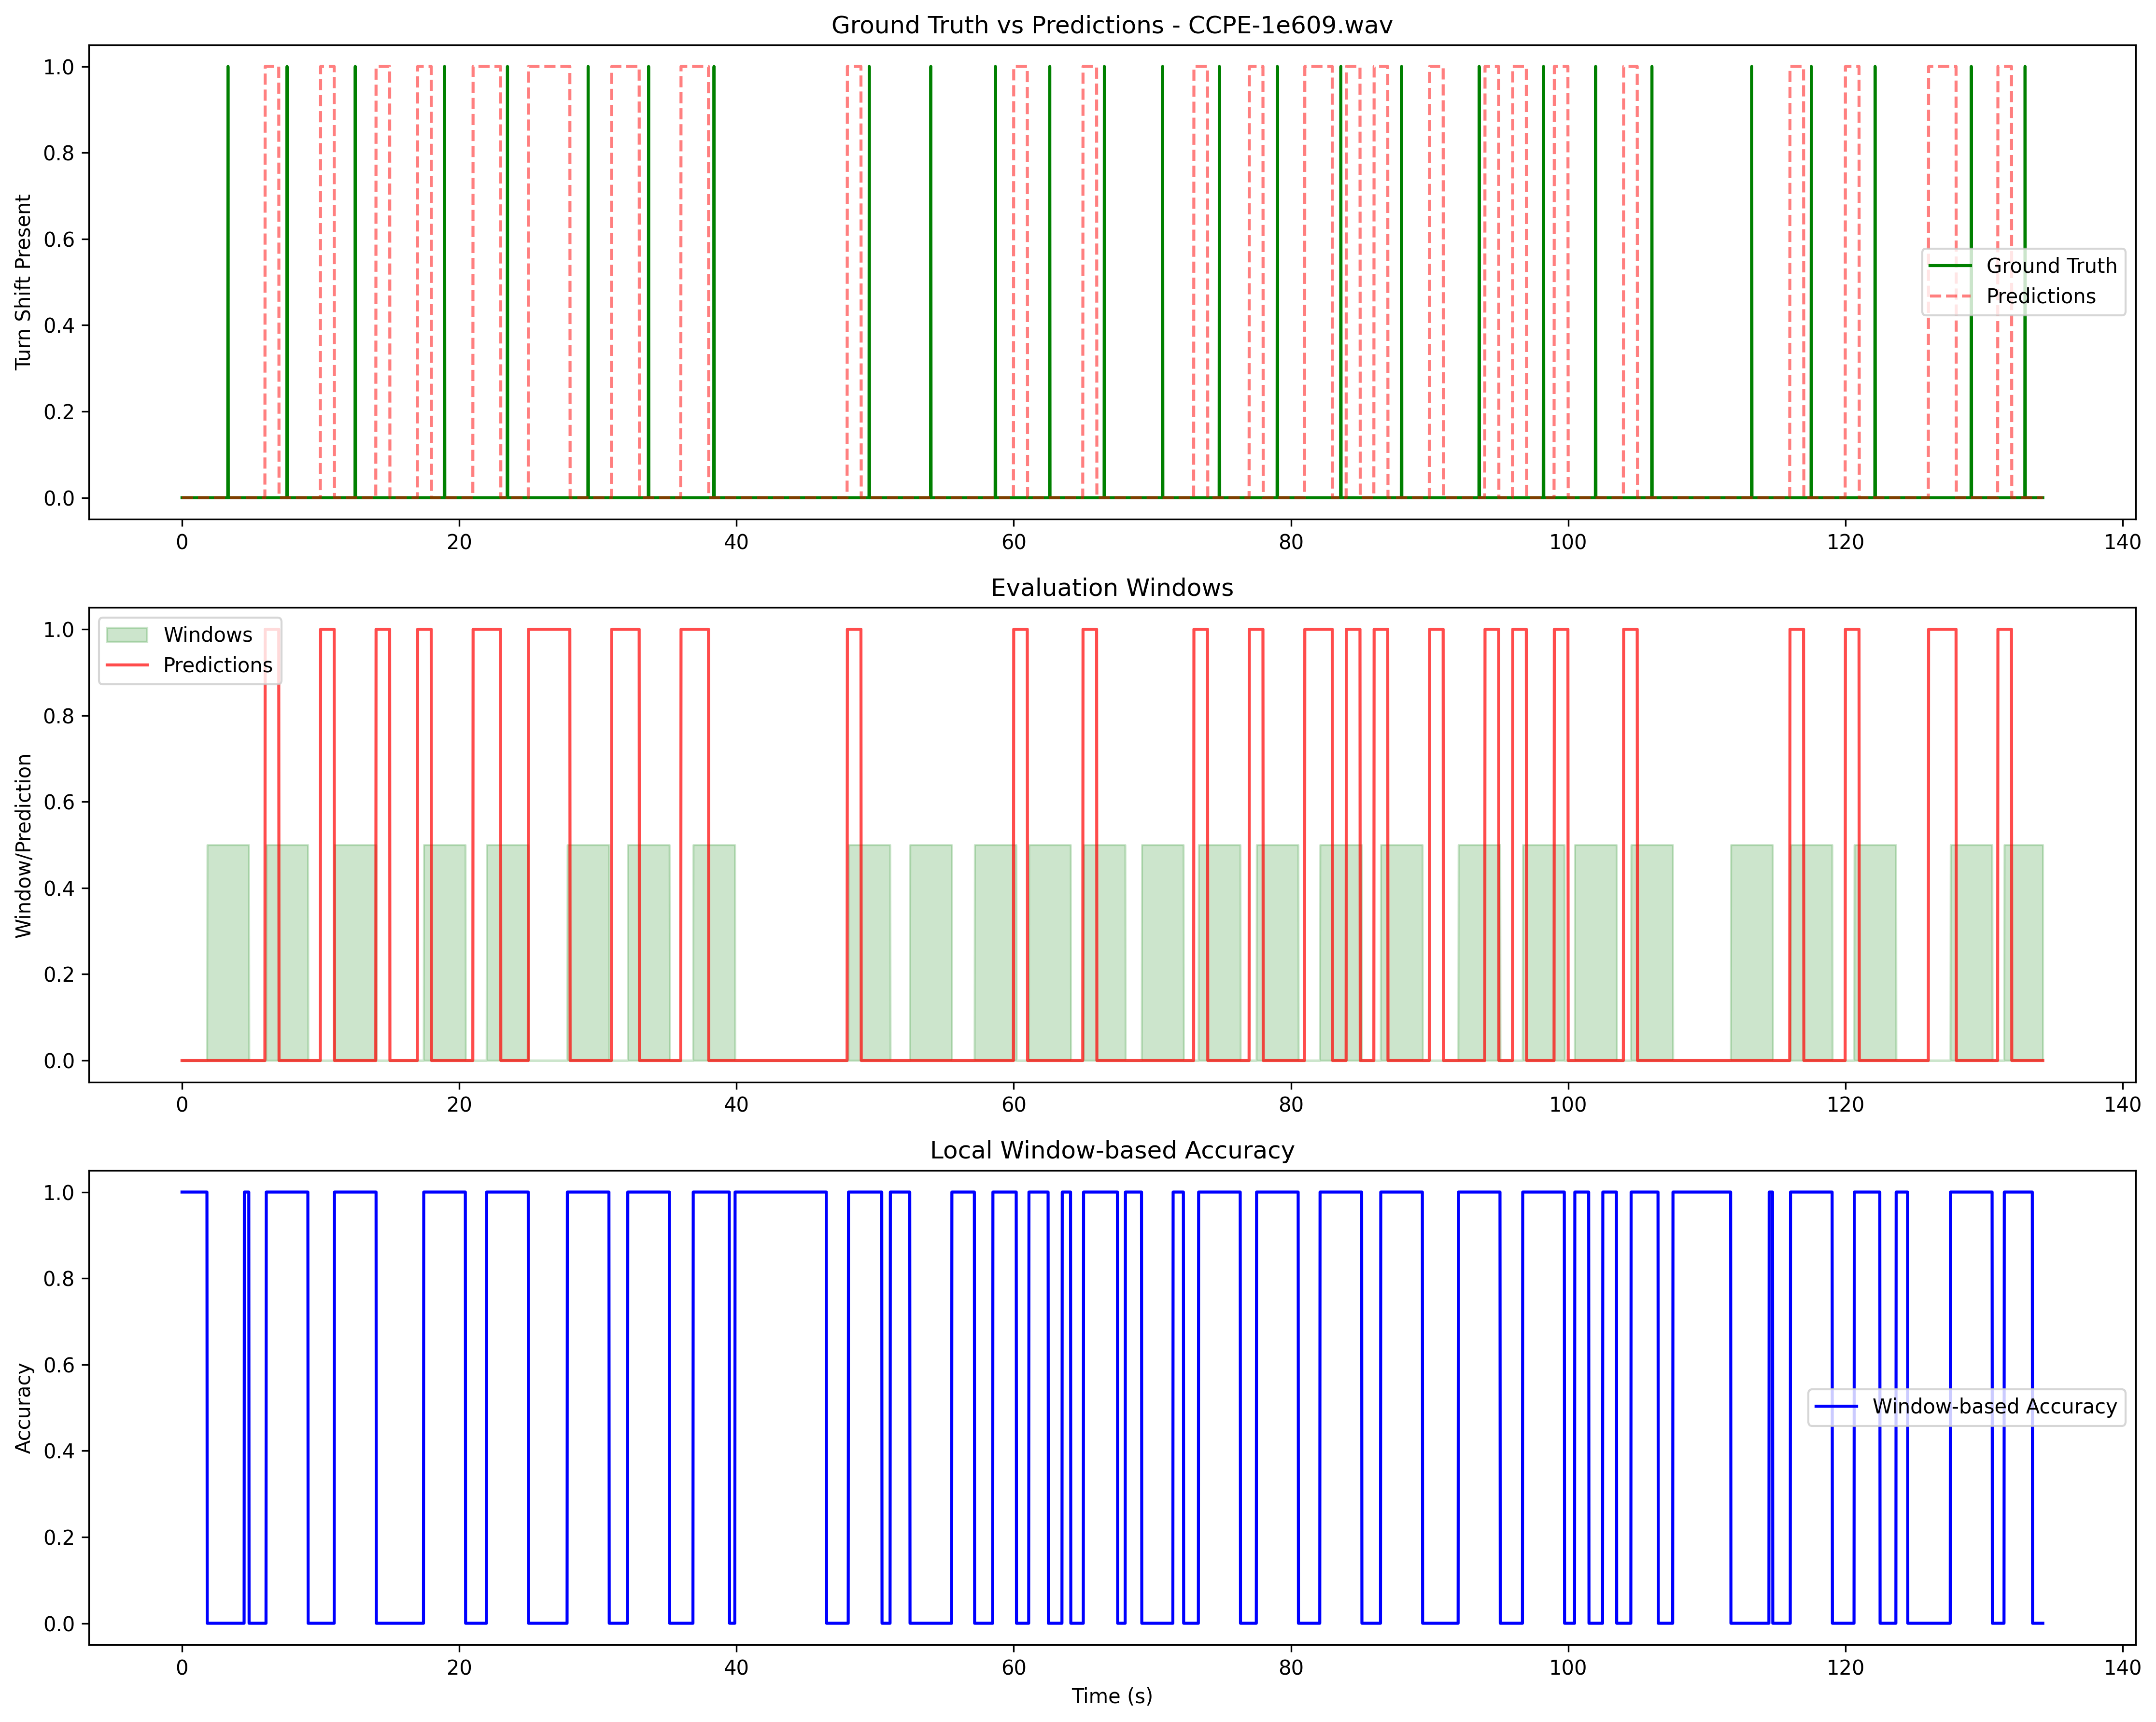 Ground Truth vs Predictions - CCPE-1e609.wav
Turn Shift Present
1.0
0.8
0.6
0.4
0.2
0.0
Ground Truth
Predictions
0 20 40 60 80 100 120 140
Evaluation Windows
Window/Prediction
1.0
0.8
0.6
0.4
0.2
0.0
Windows
Predictions
0 20 40 60 80 100 120 140
Local Window-based Accuracy
Accuracy
1.0
0.8
0.6
0.4
0.2
0.0
Window-based Accuracy
0 20 40 60 80 100 120 140
Time (s)